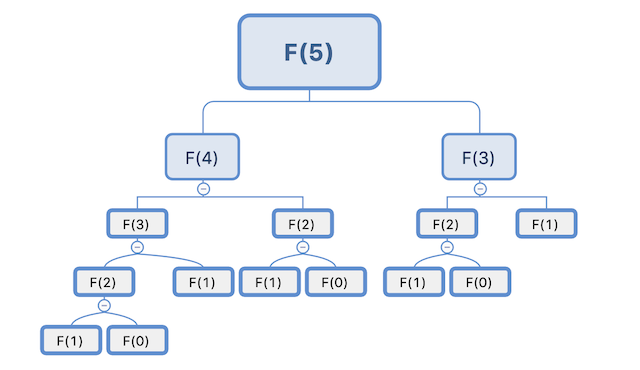 F(5)
F(4) F(3)
F(3) F(2) F(2) F(1)
F(2) F(1) F(1) F(0) F(1) F(0)
F(1) F(0)